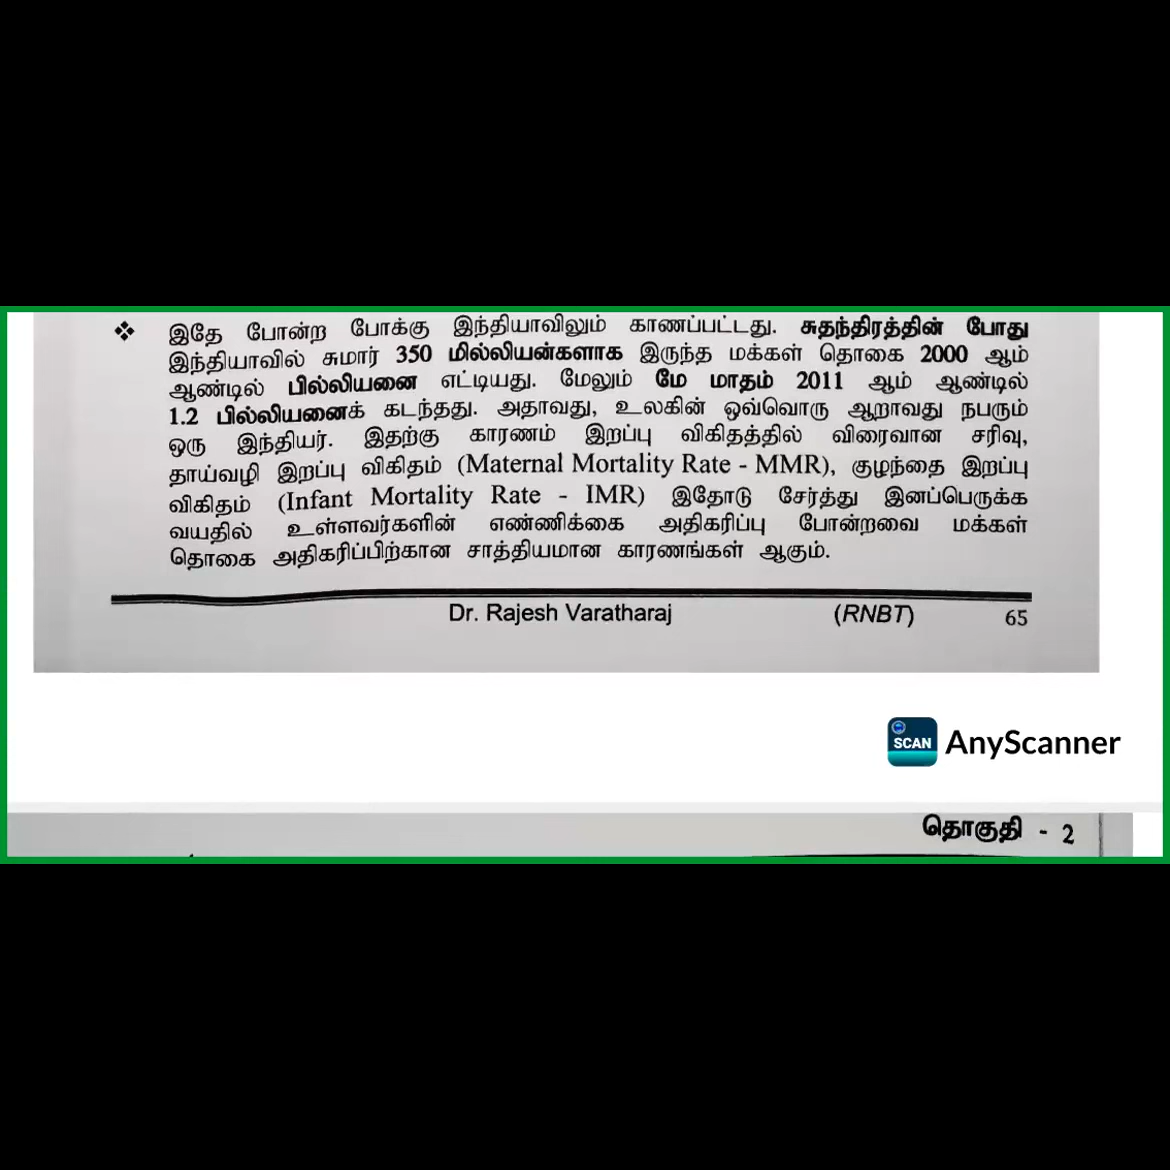 ❖ இதே போன்ற போக்கு இந்தியாவிலும் காணப்பட்டது. சுதந்திரத்தின் போது
இந்தியாவில் சுமார் 350 மில்லியன்களாக இருந்த மக்கள் தொகை 2000 ஆம்
ஆண்டில் பில்லியனை எட்டியது. மேலும் மே மாதம் 2011 ஆம் ஆண்டில்
1.2 பில்லியனைக் கடந்தது. அதாவது, உலகின் ஒவ்வொரு ஆறாவது நபரும்
ஒரு இந்தியர். இதற்கு காரணம் இறப்பு விகிதத்தில் விரைவான சரிவு,
தாய்வழி இறப்பு விகிதம் (Maternal Mortality Rate - MMR), குழந்தை இறப்பு
விகிதம் (Infant Mortality Rate - IMR) இதோடு சேர்த்து இனப்பெருக்க
வயதில் உள்ளவர்களின் எண்ணிக்கை அதிகரிப்பு போன்றவை மக்கள்
தொகை அதிகரிப்பிற்கான சாத்தியமான காரணங்கள் ஆகும்.
Dr. Rajesh Varatharaj (RNBT) 65
SCAN AnyScanner
தொகுதி - 2